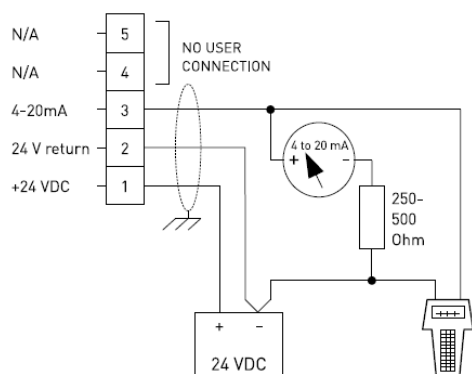 N/A
5
NO USER
CONNECTION
N/A
4
4-20mA
3
24 V return
2
4 to 20 mA
+ -
+24 VDC
1
250-
500
Ohm
+ -
24 VDC